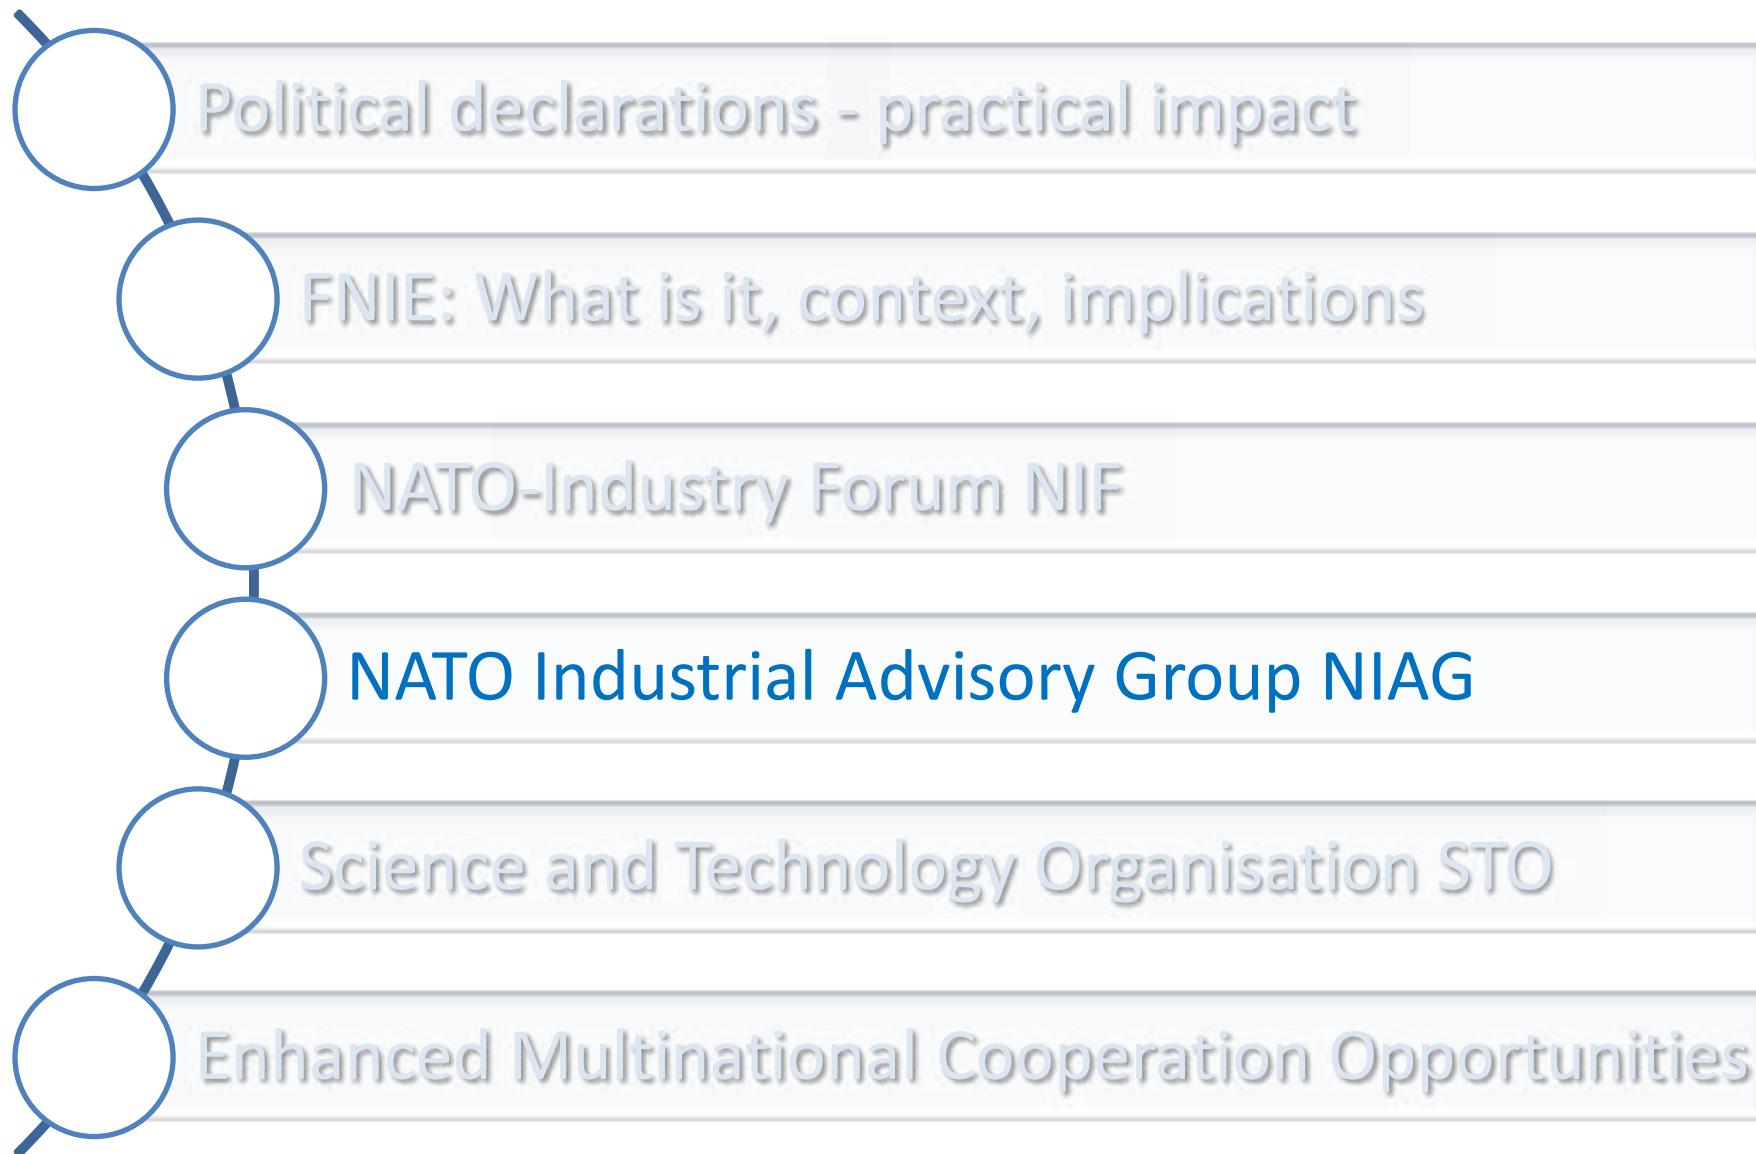 Political declarations - practical impact
FNIE: What is it, context, implications
NATO-Industry Forum NIF
NATO Industrial Advisory Group NIAG
Science and Technology Organisation STO
Enhanced Multinational Cooperation Opportunities